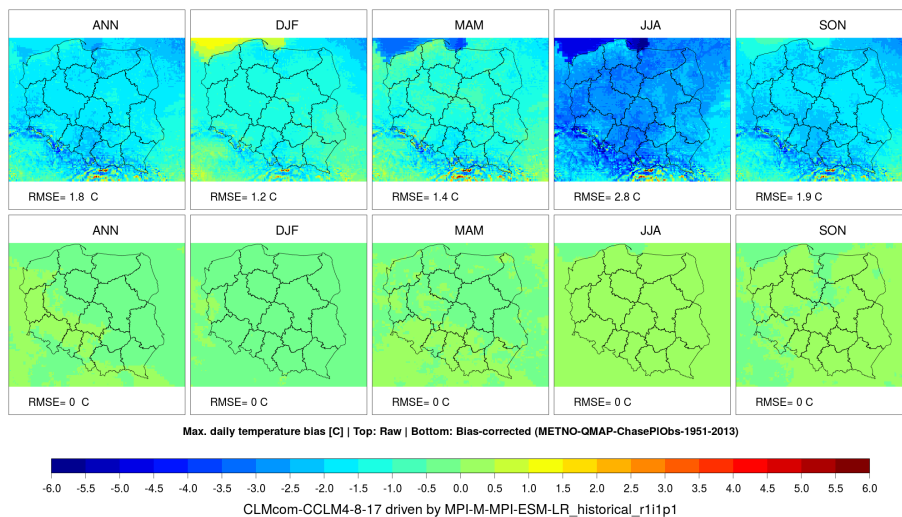 ANN DJF MAM JJA SON
RMSE= 1.8 C RMSE= 1.2 C RMSE= 1.4 C RMSE= 2.8 C RMSE= 1.9 C
ANN DJF MAM JJA SON
RMSE= 0 C RMSE= 0 C RMSE= 0 C RMSE= 0 C RMSE= 0 C
Max. daily temperature bias [C] | Top: Raw | Bottom: Bias-corrected (METNO-QMAP-ChasePlObs-1951-2013)
-6.0 -5.5 -5.0 -4.5 -4.0 -3.5 -3.0 -2.5 -2.0 -1.5 -1.0 -0.5 0.0 0.5 1.0 1.5 2.0 2.5 3.0 3.5 4.0 4.5 5.0 5.5 6.0
CLMcom-CCLM4-8-17 driven by MPI-M-MPI-ESM-LR_historical_r1i1p1